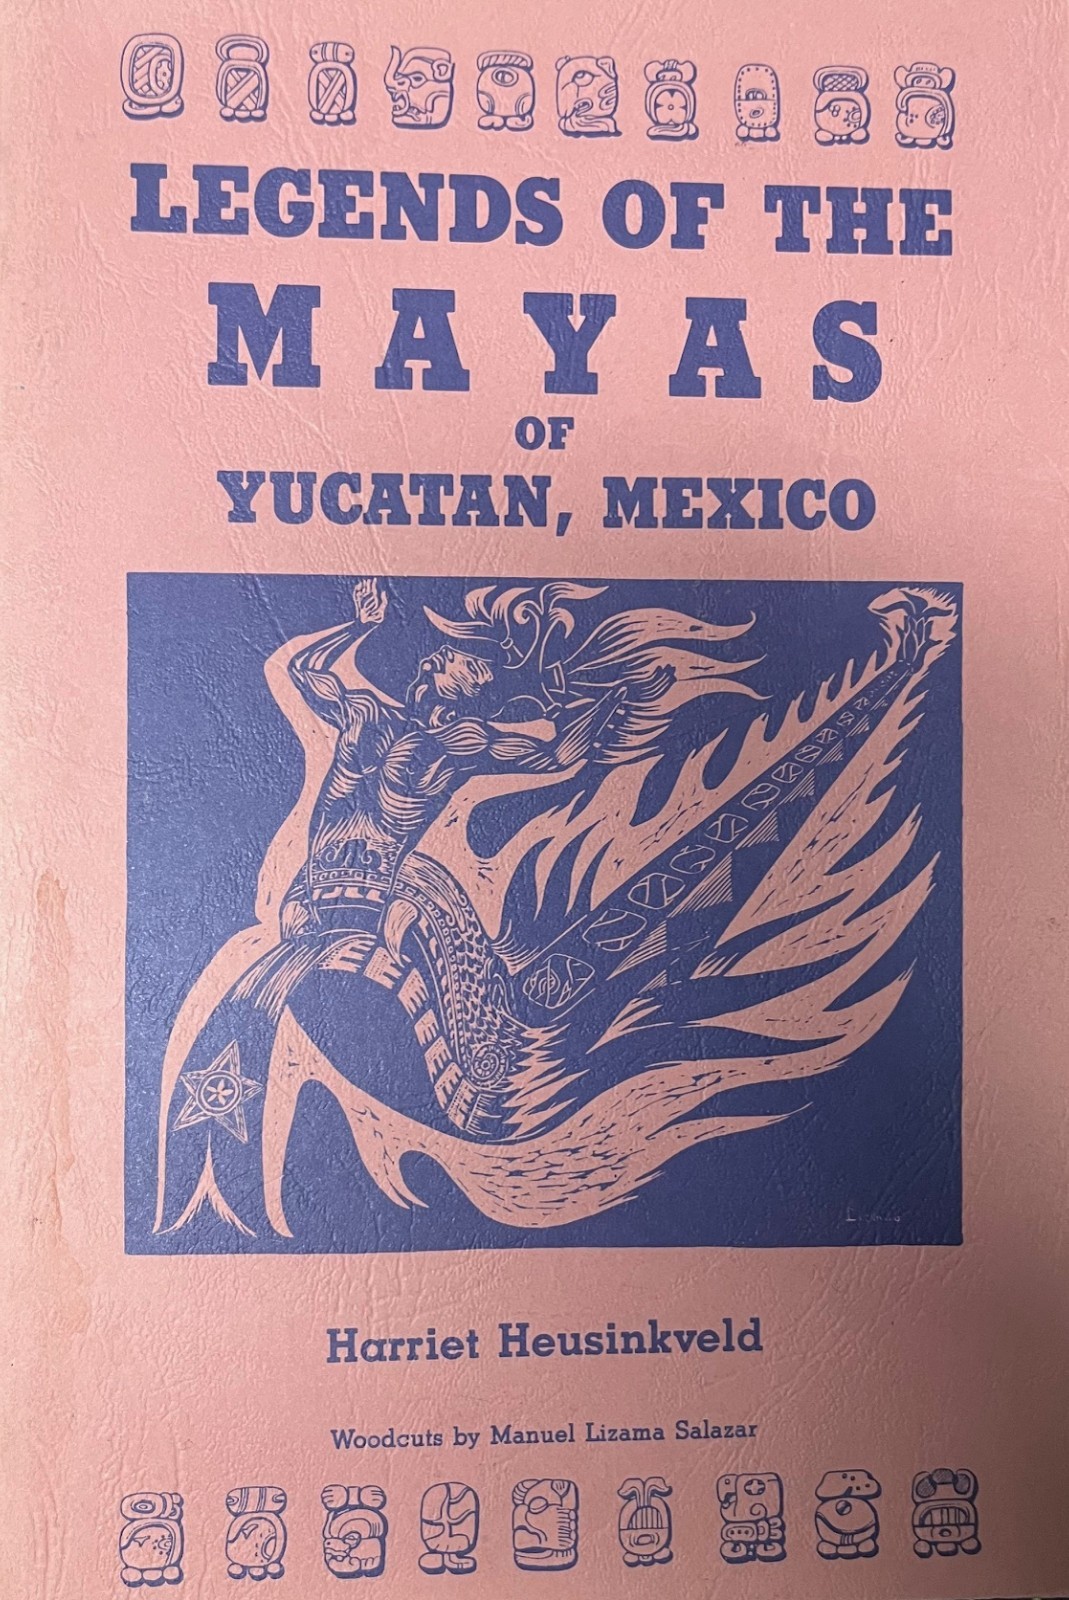 LEGENDS OF THE
MAYAS
OF
YUCATAN, MEXICO
Harriet Heusinkveld
Woodcuts by Manuel Lizama Salazar